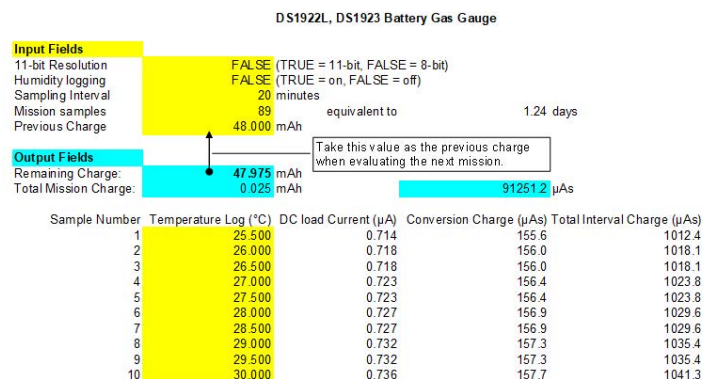 DS1922L, DS1923 Battery Gas Gauge
Input Fields
11-bit Resolution FALSE (TRUE = 11-bit, FALSE = 8-bit)
Humidity logging FALSE (TRUE = on, FALSE = off)
Sampling Interval 20 minutes
Mission samples 89 equivalent to 1.24 days
Previous Charge 48.000 mAh
Take this value as the previous charge
when evaluating the next mission.
Output Fields
Remaining Charge: 47.975 mAh
Total Mission Charge: 0.025 mAh 91251.2 µAs
Sample Number Temperature Log (°C) DC load Current (µA) Conversion Charge (µAs) Total Interval Charge (µAs)
1 25.500 0.714 155.6 1012.4
2 26.000 0.718 156.0 1018.1
3 26.500 0.718 156.0 1018.1
4 27.000 0.723 156.4 1023.8
5 27.500 0.723 156.4 1023.8
6 28.000 0.727 156.9 1029.6
7 28.500 0.727 156.9 1029.6
8 29.000 0.732 157.3 1035.4
9 29.500 0.732 157.3 1035.4
10 30.000 0.736 157.7 1041.3